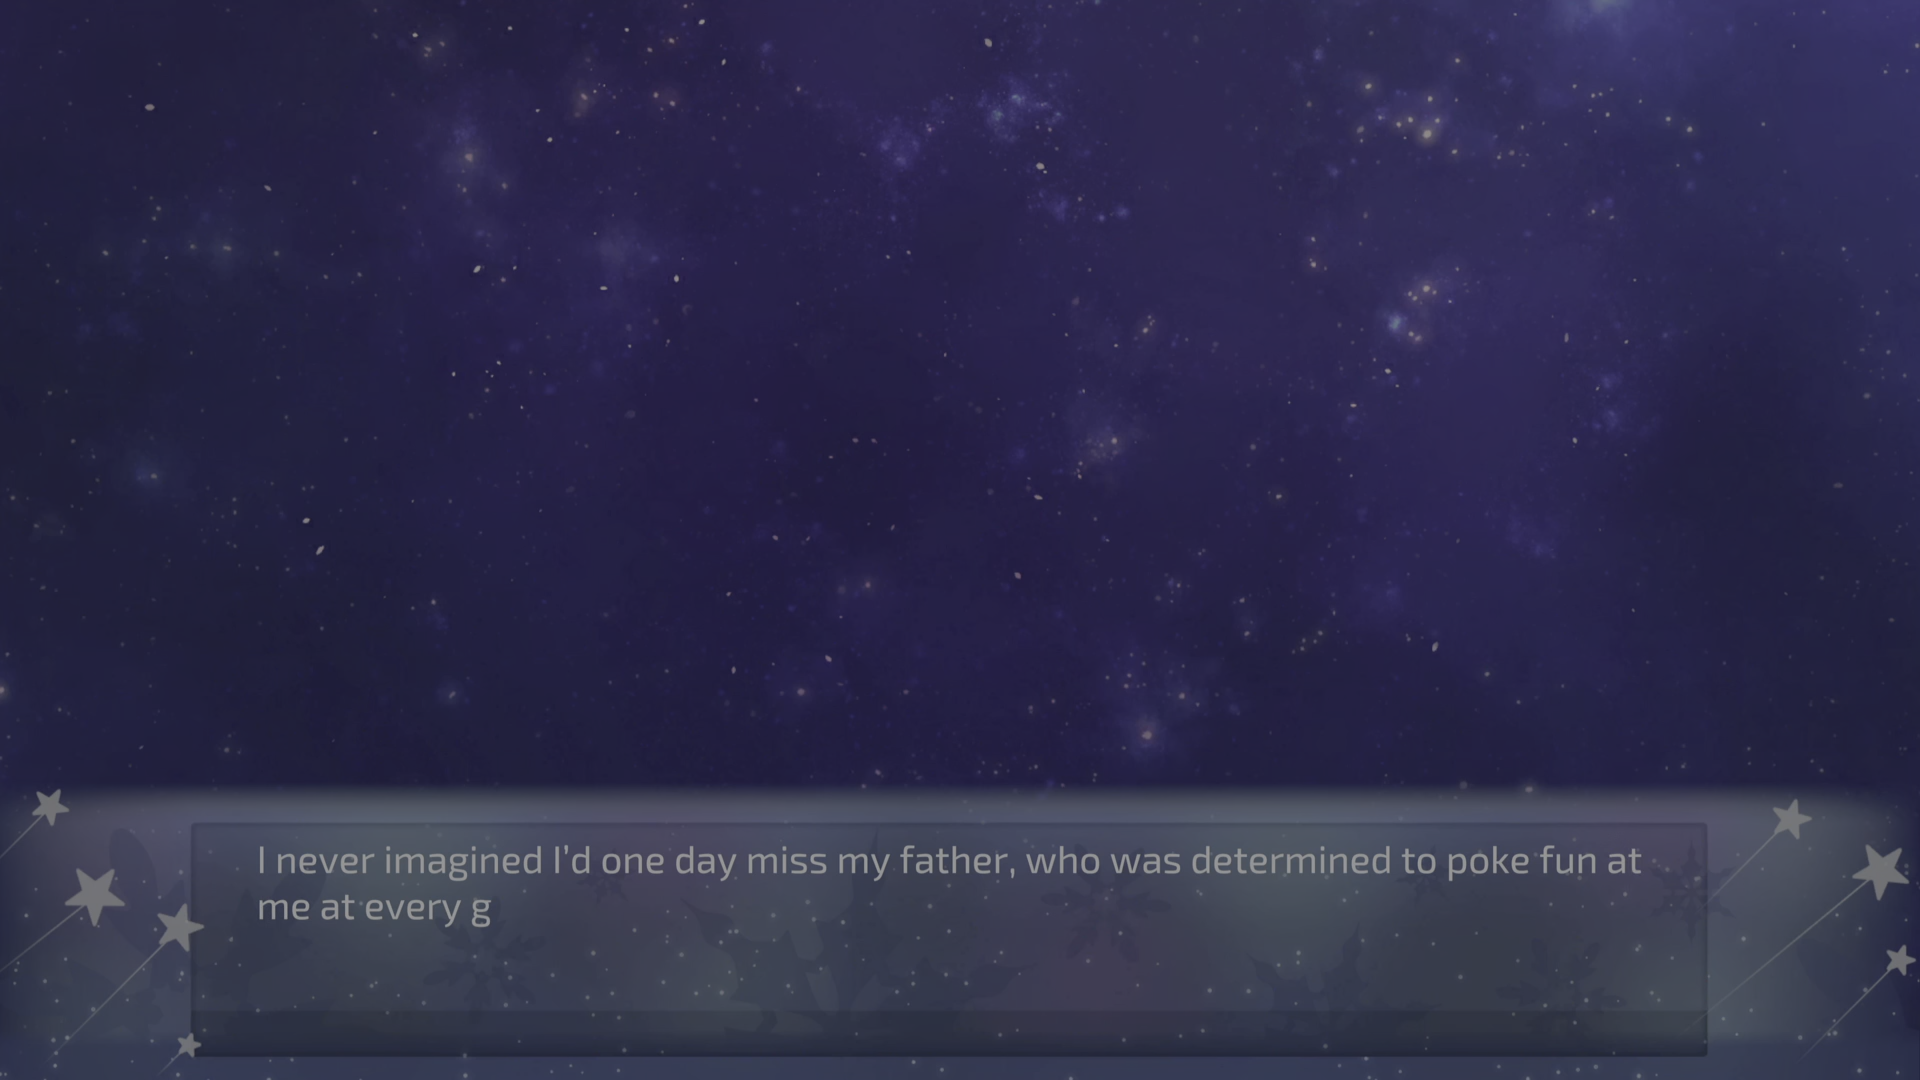 I never imagined I’d one day miss my father, who was determined to poke fun at
me at every g